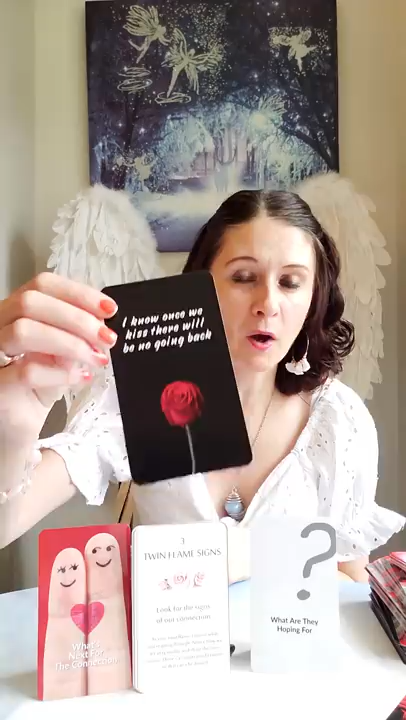 I know once we
kiss there will
be no going back
What's
Next For
The Connection
3
TWIN FLAME SIGNS
Look for the signs
of our connection
?
What Are They
Hoping For